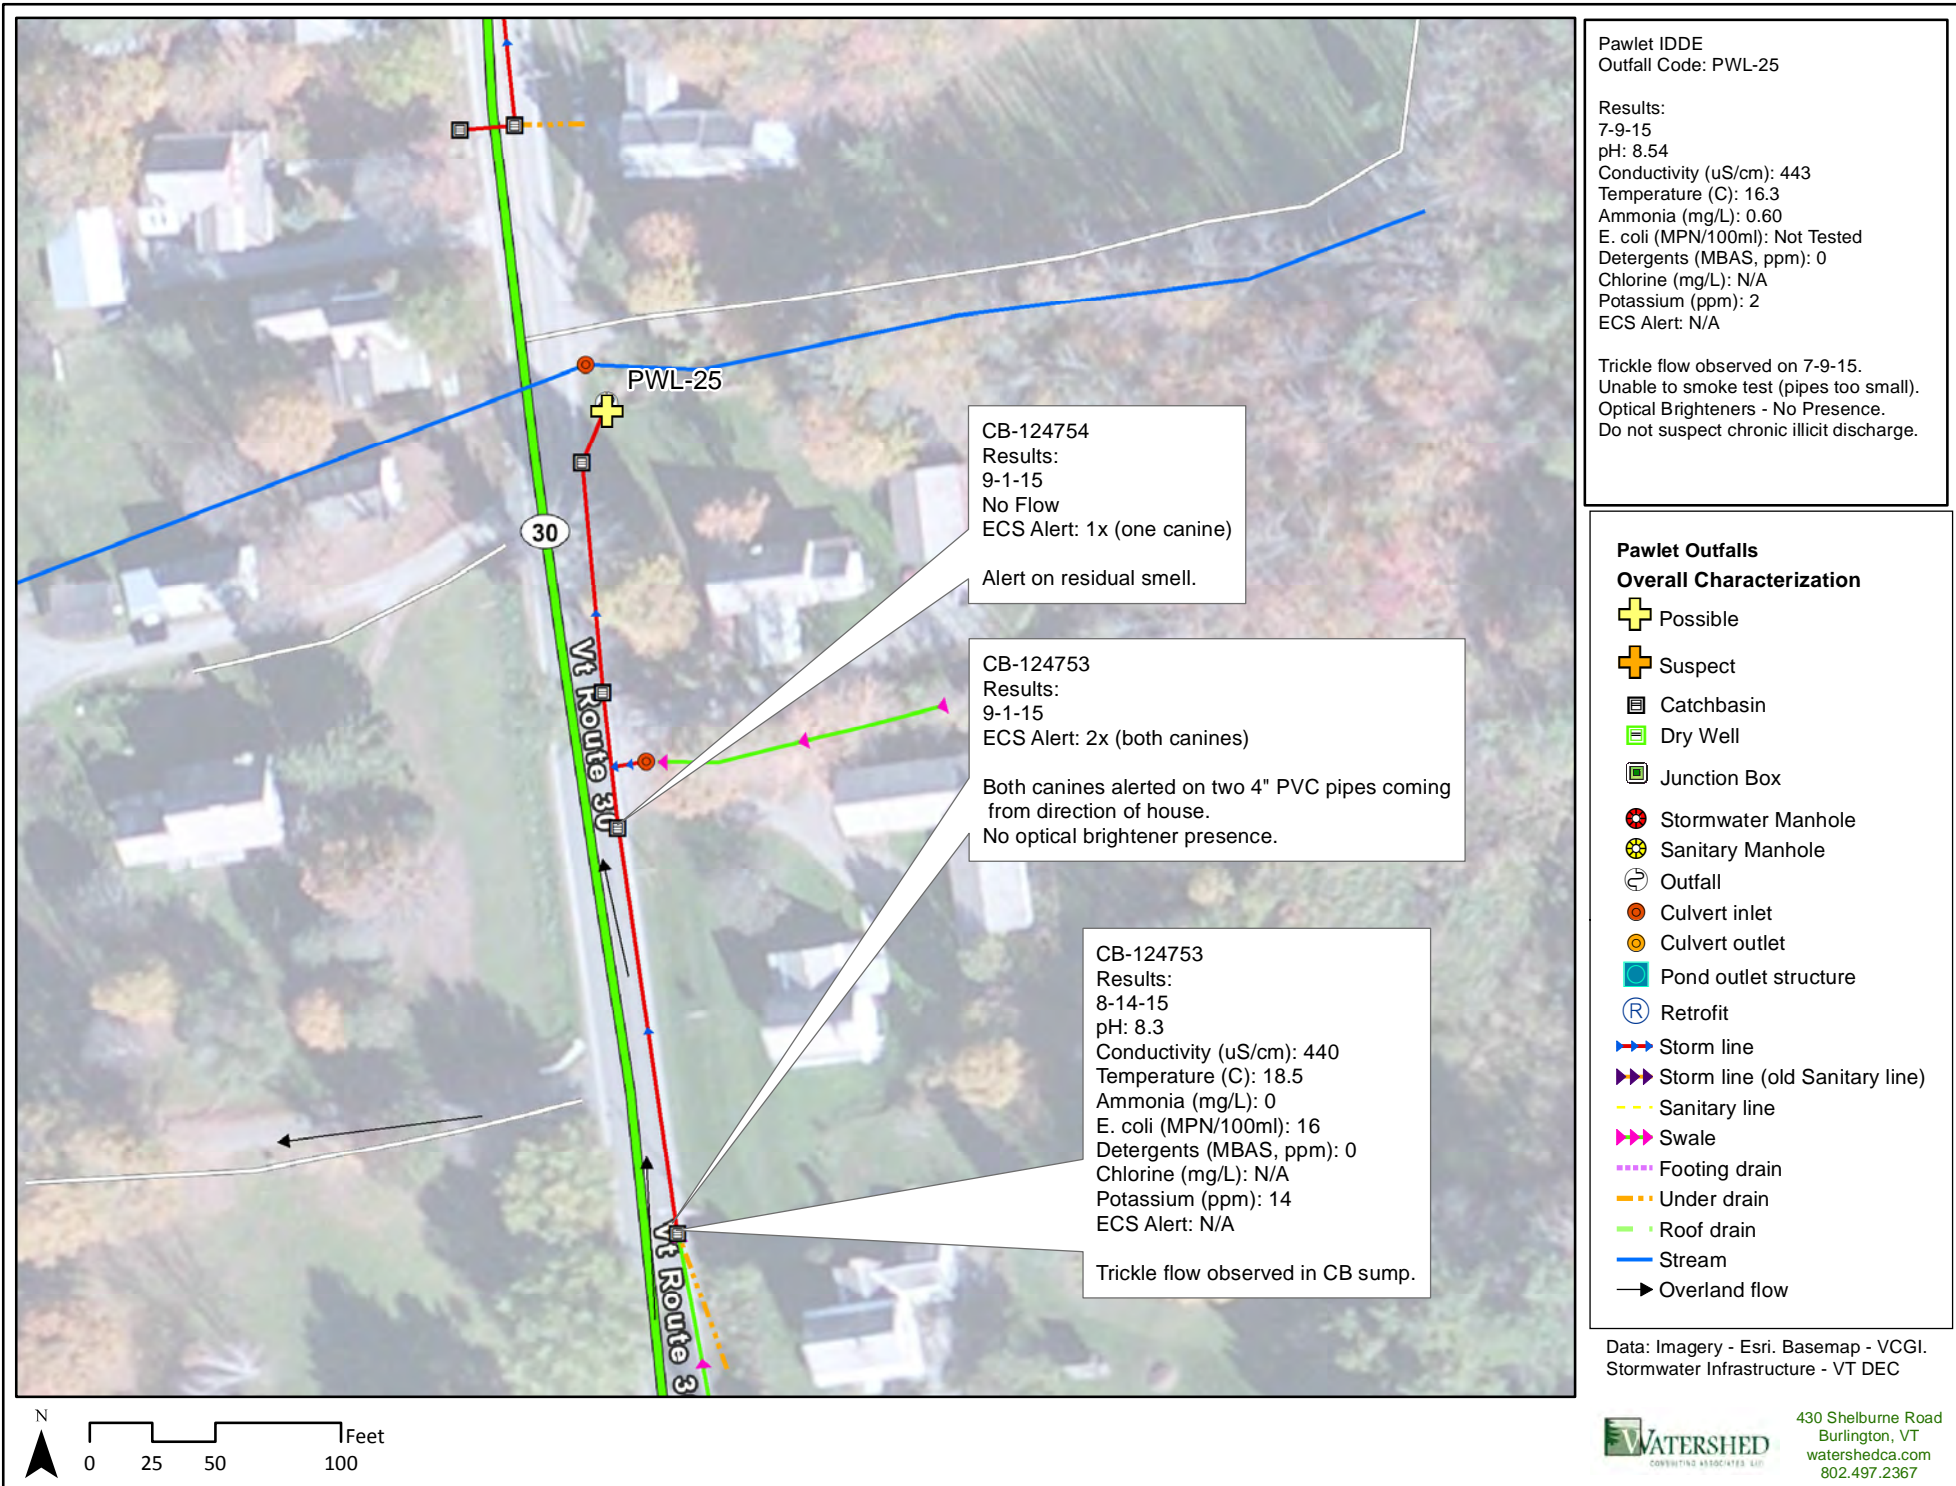 Pawlet IDDE
Outfall Code: PWL-25
Results:
7-9-15
pH: 8.54
Conductivity (uS/cm): 443
Temperature (C): 16.3
Ammonia (mg/L): 0.60
E. coli (MPN/100ml): Not Tested
Detergents (MBAS, ppm): 0
Chlorine (mg/L): N/A
Potassium (ppm): 2
ECS Alert: N/A
Trickle flow observed on 7-9-15.
Unable to smoke test (pipes too small).
Optical Brighteners - No Presence.
Do not suspect chronic illicit discharge.
PWL-25
30
Vt Route 30
Vt Route 3
CB-124754
Results:
9-1-15
No Flow
ECS Alert: 1x (one canine)
Alert on residual smell.
CB-124753
Results:
9-1-15
ECS Alert: 2x (both canines)
Both canines alerted on two 4" PVC pipes coming
from direction of house.
No optical brightener presence.
CB-124753
Results:
8-14-15
pH: 8.3
Conductivity (uS/cm): 440
Temperature (C): 18.5
Ammonia (mg/L): 0
E. coli (MPN/100ml): 16
Detergents (MBAS, ppm): 0
Chlorine (mg/L): N/A
Potassium (ppm): 14
ECS Alert: N/A
Trickle flow observed in CB sump.
Pawlet Outfalls
Overall Characterization
Possible
Suspect
Catchbasin
Dry Well
Junction Box
Stormwater Manhole
Sanitary Manhole
Outfall
Culvert inlet
Culvert outlet
Pond outlet structure
R Retrofit
Storm line
Storm line (old Sanitary line)
Sanitary line
Swale
Footing drain
Under drain
Roof drain
Stream
Overland flow
Data: Imagery - Esri. Basemap - VCGI.
Stormwater Infrastructure - VT DEC
N
Feet
0 25 50 100
WATERSHED
CONSULTING ASSOCIATES, LLC
430 Shelburne Road
Burlington, VT
watershedca.com
802.497.2367